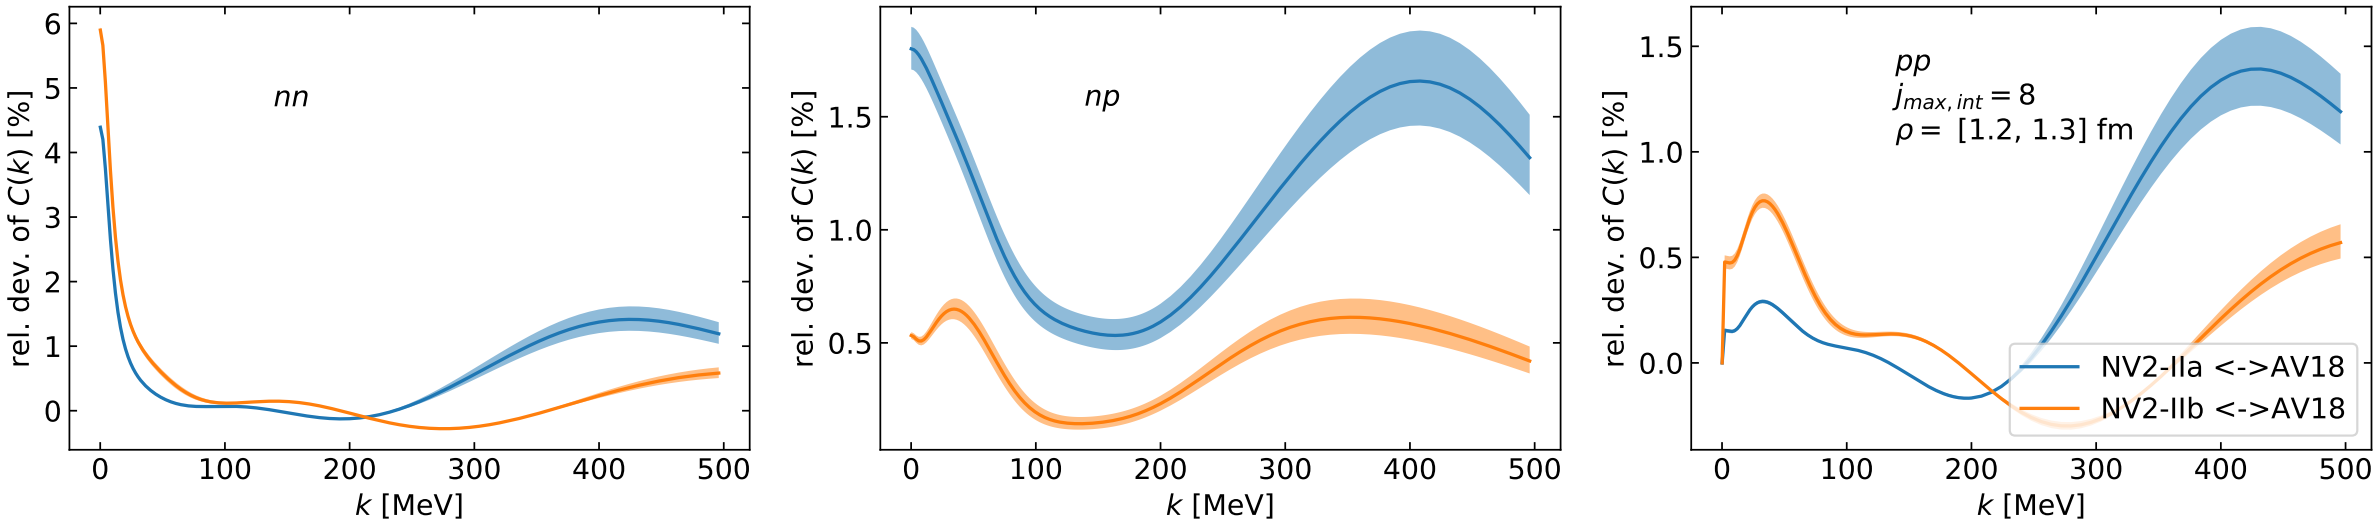 rel. dev. of C(k) [%]
6
5
4
3
2
1
0
nn
0 100 200 300 400 500
k [MeV]
rel. dev. of C(k) [%]
1.5
1.0
0.5
np
0 100 200 300 400 500
k [MeV]
rel. dev. of C(k) [%]
1.5
1.0
0.5
0.0
pp
j_{max, int} = 8
ρ = [1.2, 1.3] fm
NV2-IIa <->AV18
NV2-IIb <->AV18
0 100 200 300 400 500
k [MeV]